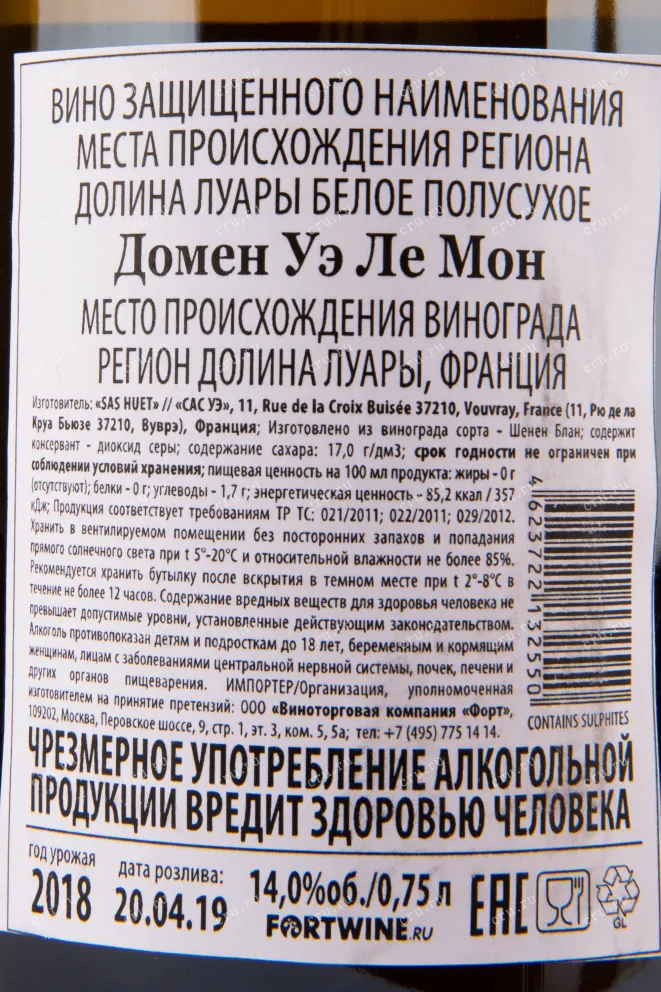 ВИНО ЗАЩИЩЕННОГО НАИМЕНОВАНИЯ
МЕСТА ПРОИСХОЖДЕНИЯ РЕГИОНА
ДОЛИНА ЛУАРЫ БЕЛОЕ ПОЛУСУХОЕ
Домен Уэ Ле Мон
МЕСТО ПРОИСХОЖДЕНИЯ ВИНОГРАДА
РЕГИОН ДОЛИНА ЛУАРЫ, ФРАНЦИЯ
Изготовитель: «SAS HUET» // «САС УЭ», 11, Rue de la Croix Buisée 37210, Vouvray, France (11, Рю де ла
Круа Бьюзе 37210, Вуврэ), Франция; Изготовлено из винограда сорта - Шенен Блан; содержит
консервант - диоксид серы; содержание сахара: 17,0 г/дм3; срок годности не ограничен при
соблюдении условий хранения; пищевая ценность на 100 мл продукта: жиры - 0 г
(отсутствуют); белки - 0 г; углеводы - 1,7 г; энергетическая ценность - 85,2 ккал / 357
кДж; Продукция соответствует требованиям ТР ТС: 021/2011; 022/2011; 029/2012.
Хранить в вентилируемом помещении без посторонних запахов и попадания
прямого солнечного света при t 5°-20°C и относительной влажности не более 85%.
Рекомендуется хранить бутылку после вскрытия в темном месте при t 2°-8°C в
течение не более 12 часов. Содержание вредных веществ для здоровья человека не
превышает допустимые уровни, установленные действующим законодательством.
Алкоголь противопоказан детям и подросткам до 18 лет, беременным и кормящим
женщинам, лицам с заболеваниями центральной нервной системы, почек, печени и
других органов пищеварения. ИМПОРТЕР/Организация, уполномоченная
изготовителем на принятие претензий: ООО «Виноторговая компания «Форт»,
109202, Москва, Перовское шоссе, 9, стр. 1, эт. 3, ком. 5, 5а; тел: +7 (495) 775 14 14.
4 623722 132550
CONTAINS SULPHITES
ЧРЕЗМЕРНОЕ УПОТРЕБЛЕНИЕ АЛКОГОЛЬНОЙ
ПРОДУКЦИИ ВРЕДИТ ЗДОРОВЬЮ ЧЕЛОВЕКА
год урожая
2018
дата розлива:
20.04.19
14,0%об./0,75 л
FORTWINE.RU
EAC
GL
cru.ru